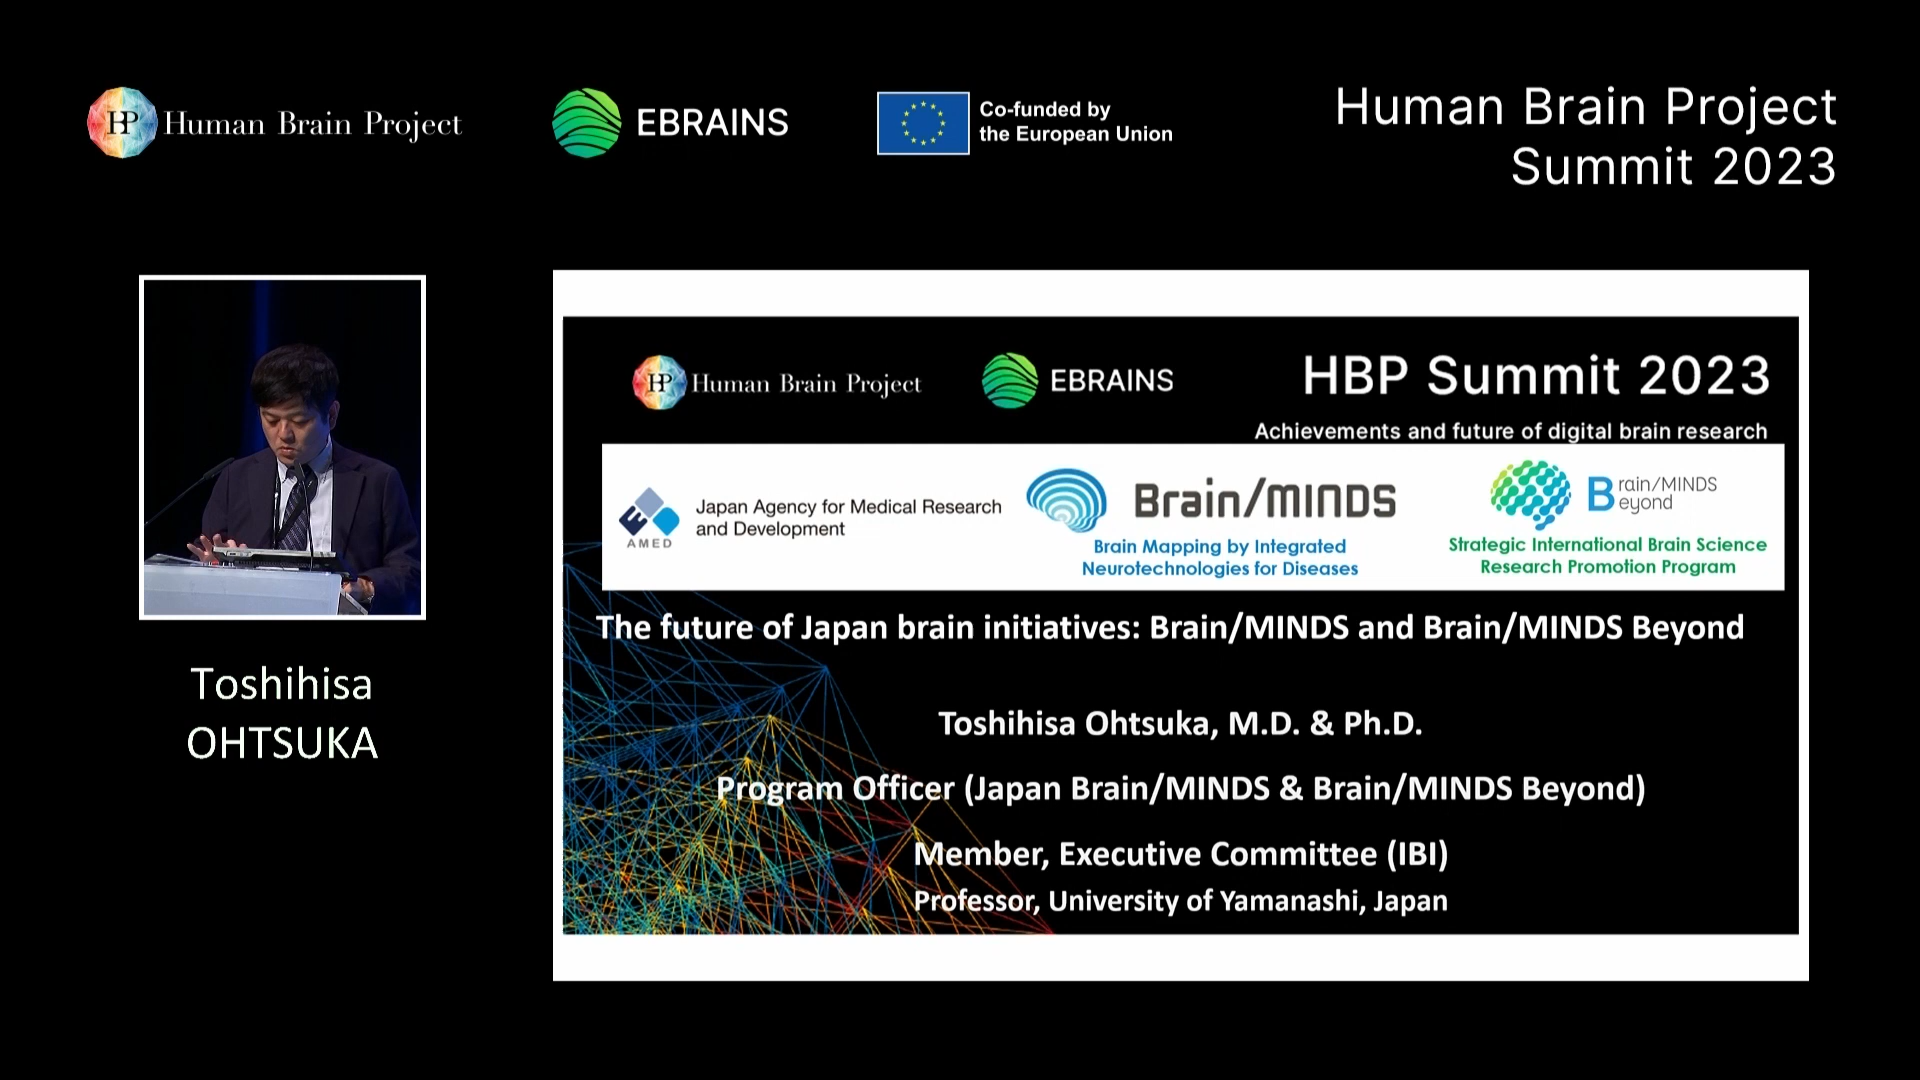 HP Human Brain Project
EBRAINS
Co-funded by
the European Union
Human Brain Project
Summit 2023
HP Human Brain Project
EBRAINS
HBP Summit 2023
Achievements and future of digital brain research
AMED
Japan Agency for Medical Research
and Development
Brain/MINDS
Brain Mapping by Integrated
Neurotechnologies for Diseases
Brain/MINDS
Beyond
Strategic International Brain Science
Research Promotion Program
The future of Japan brain initiatives: Brain/MINDS and Brain/MINDS Beyond
Toshihisa Ohtsuka, M.D. & Ph.D.
Program Officer (Japan Brain/MINDS & Brain/MINDS Beyond)
Member, Executive Committee (IBI)
Professor, University of Yamanashi, Japan
Toshihisa
OHTSUKA